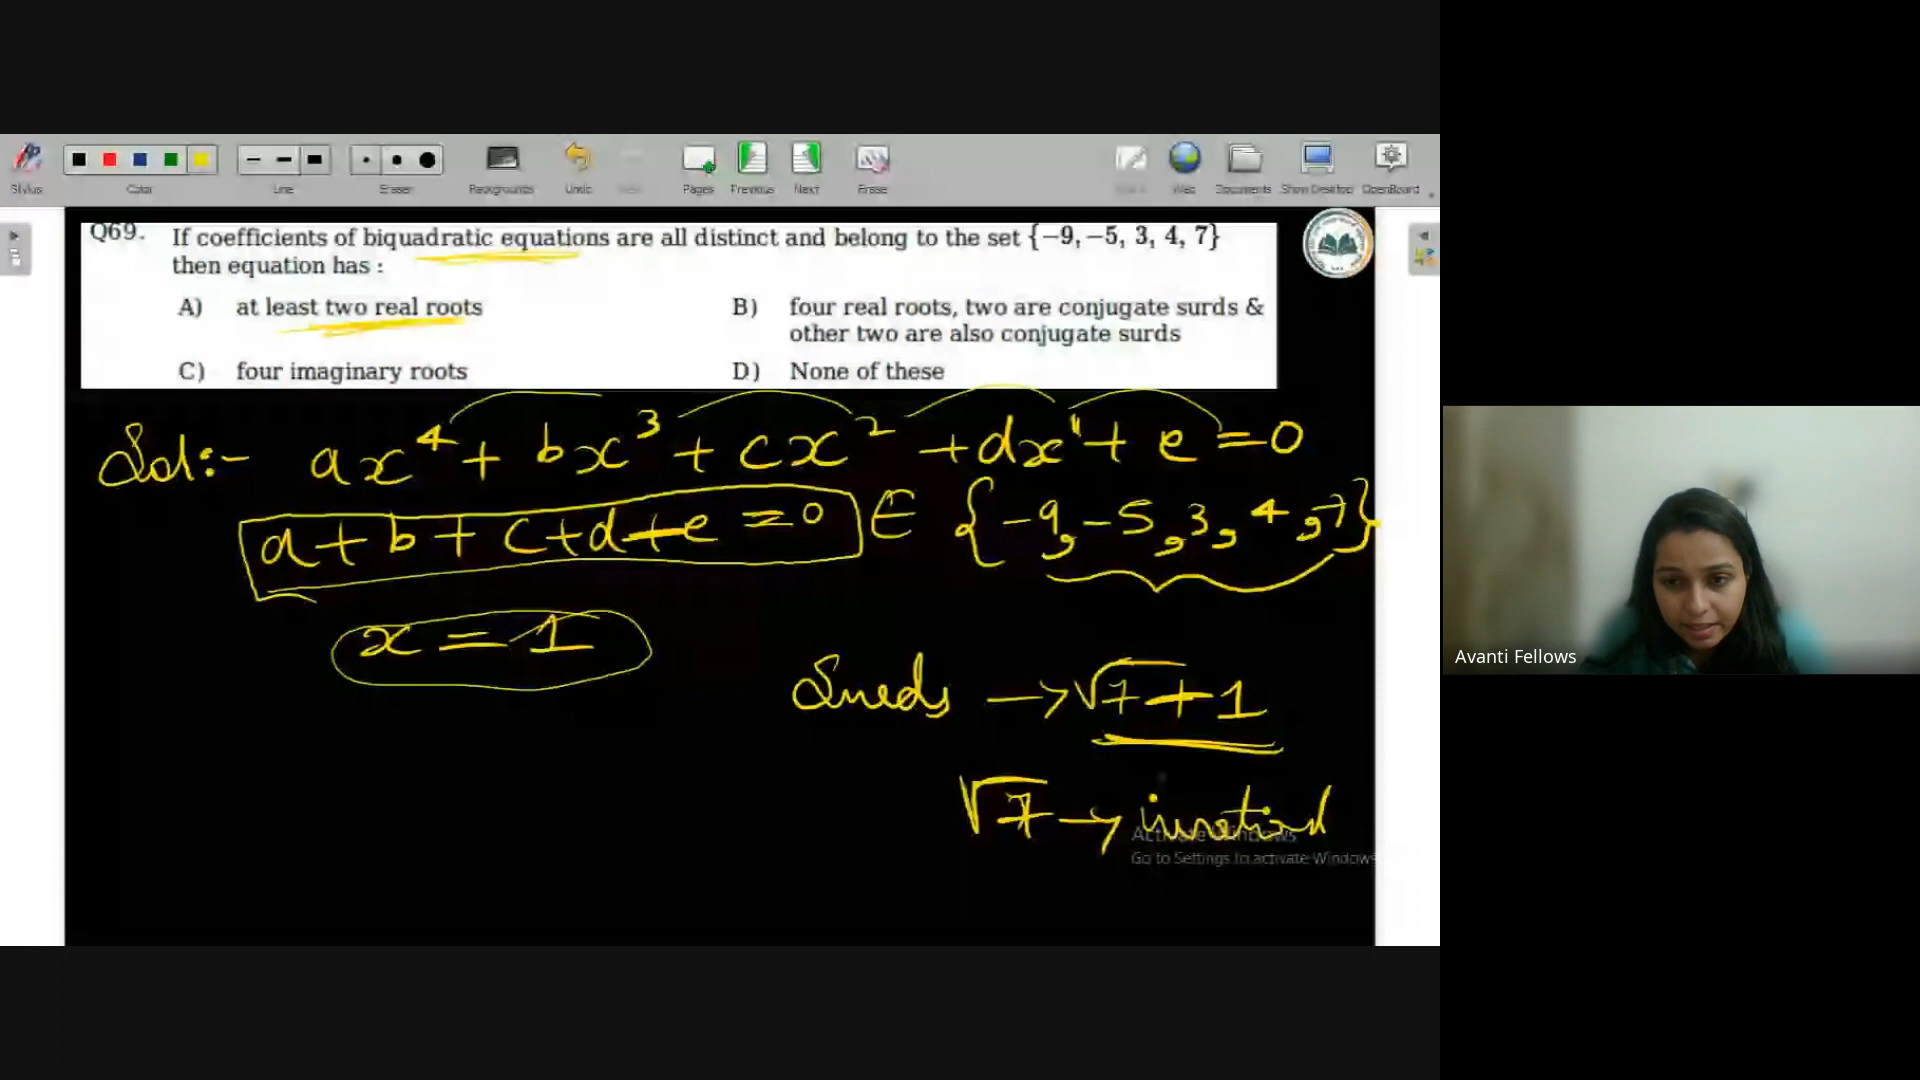 Stylus
Color
Line
Eraser
Backgrounds
Undo
Pages
Previous
Next
Erase
Web
Documents
Show Desktop
OpenBoard
Q69. If coefficients of biquadratic equations are all distinct and belong to the set {−9, −5, 3, 4, 7}
then equation has :
A) at least two real roots
B) four real roots, two are conjugate surds &
other two are also conjugate surds
C) four imaginary roots
D) None of these
Sol:- ax⁴ + bx³ + cx² + dx¹ + e = 0
a + b + c + d + e = 0 ∈ {-9, -5, 3, 4, 7}
x = 1
Surds → √7 + 1
√7 → irrational
Activate Windows
Go to Settings to activate Windows
Avanti Fellows